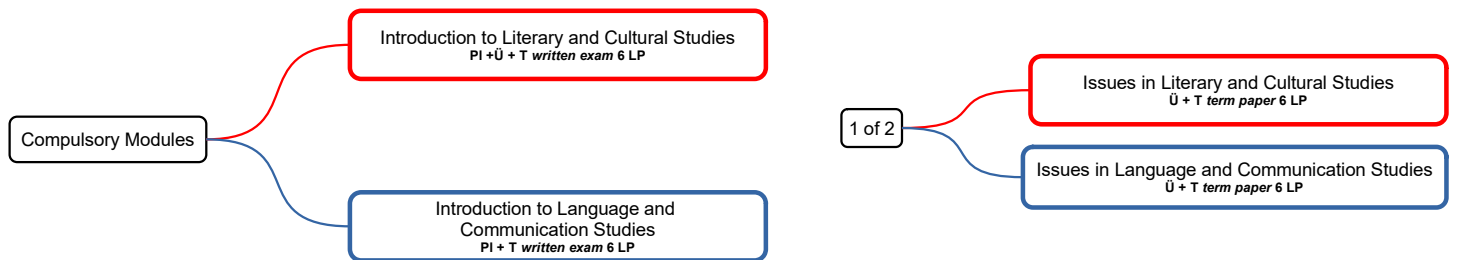 Introduction to Literary and Cultural Studies
PI +Ü + T written exam 6 LP
Compulsory Modules
Introduction to Language and
Communication Studies
PI + T written exam 6 LP
Issues in Literary and Cultural Studies
Ü + T term paper 6 LP
1 of 2
Issues in Language and Communication Studies
Ü + T term paper 6 LP